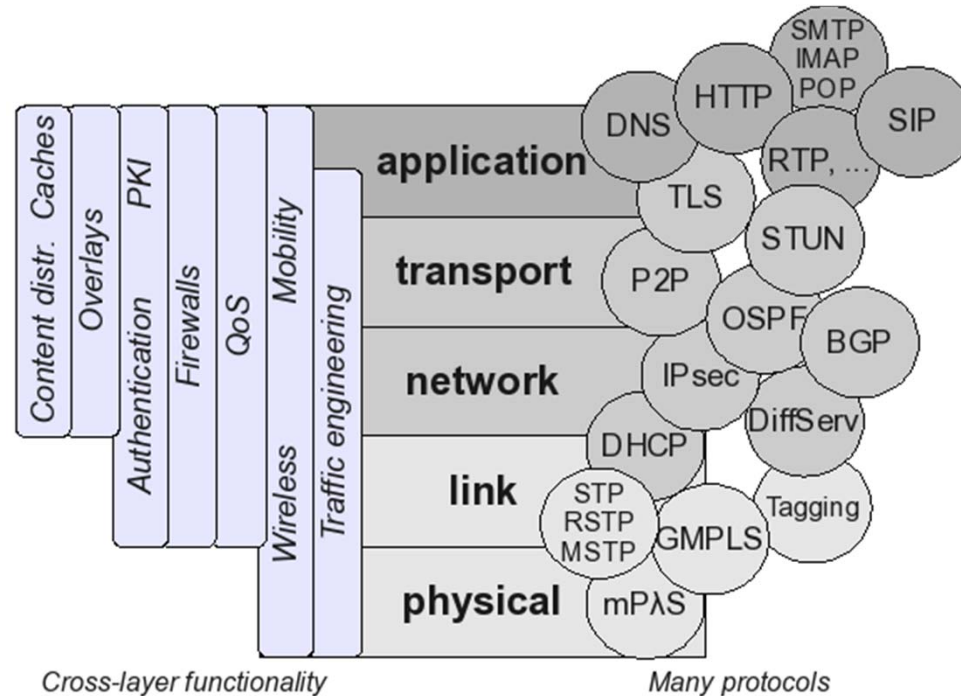 Content distr. Caches
Overlays
Authentication PKI
Firewalls
QoS
Wireless Mobility
Traffic engineering
application
transport
network
link
physical
SMTP
IMAP
POP
HTTP
DNS
SIP
RTP, ...
TLS
STUN
P2P
OSPF
BGP
IPsec
DiffServ
DHCP
Tagging
STP
RSTP
MSTP
GMPLS
mPλS
Cross-layer functionality
Many protocols